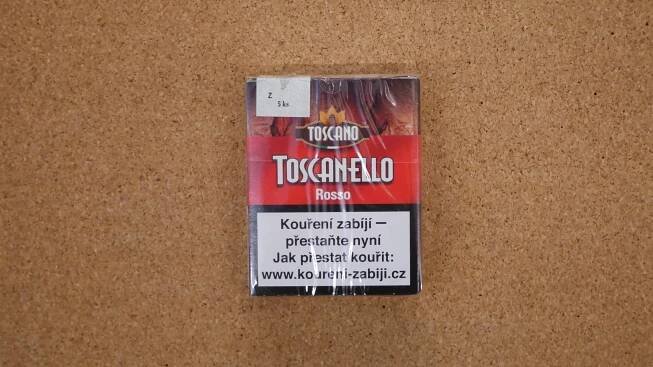 Z
5 ks
TOSCANO
TOSCANELLO
Rosso
Kouření zabíjí –
přestaňte nyní
Jak přestat kouřit:
www.koureni-zabiji.cz